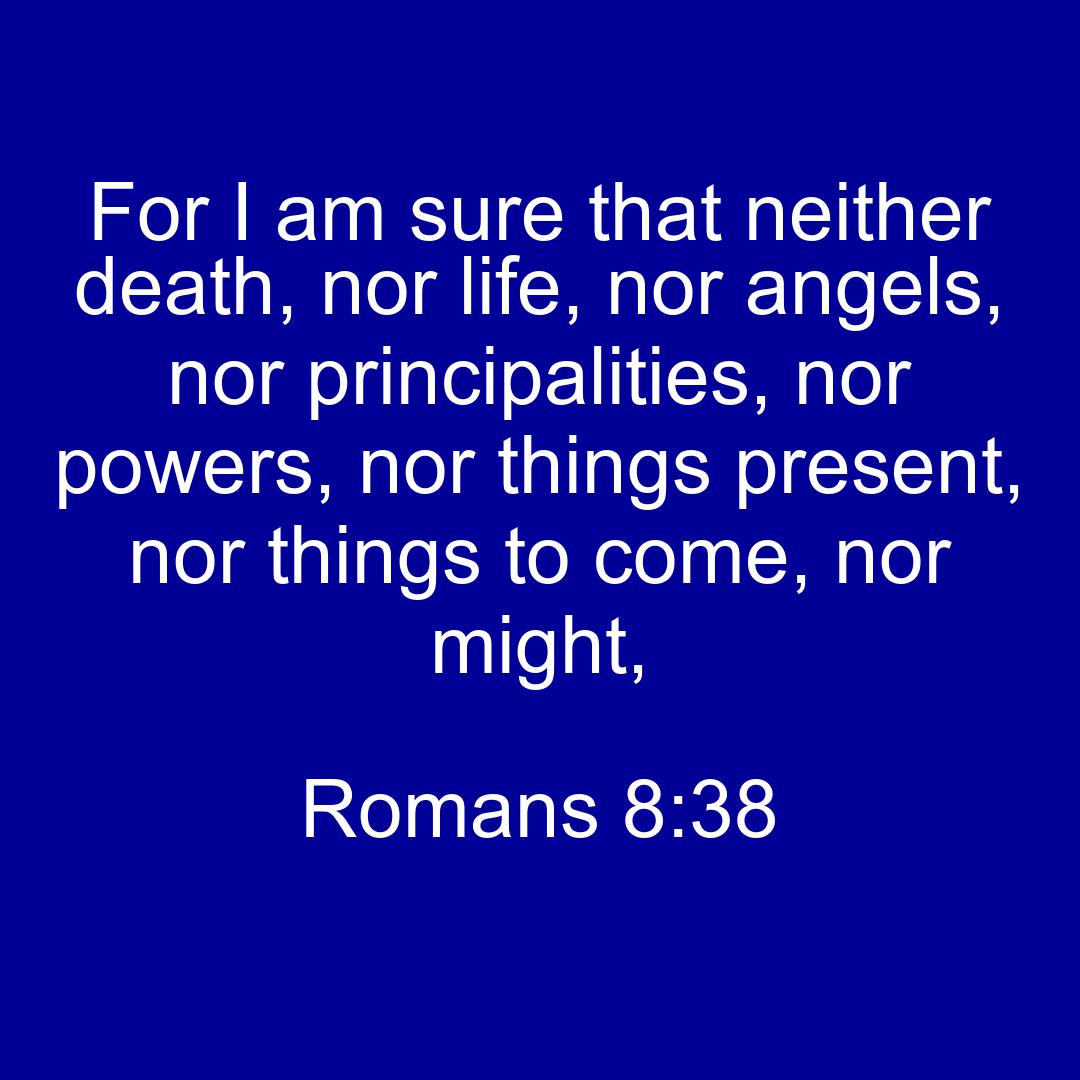 For I am sure that neither
death, nor life, nor angels,
nor principalities, nor
powers, nor things present,
nor things to come, nor
might,
Romans 8:38